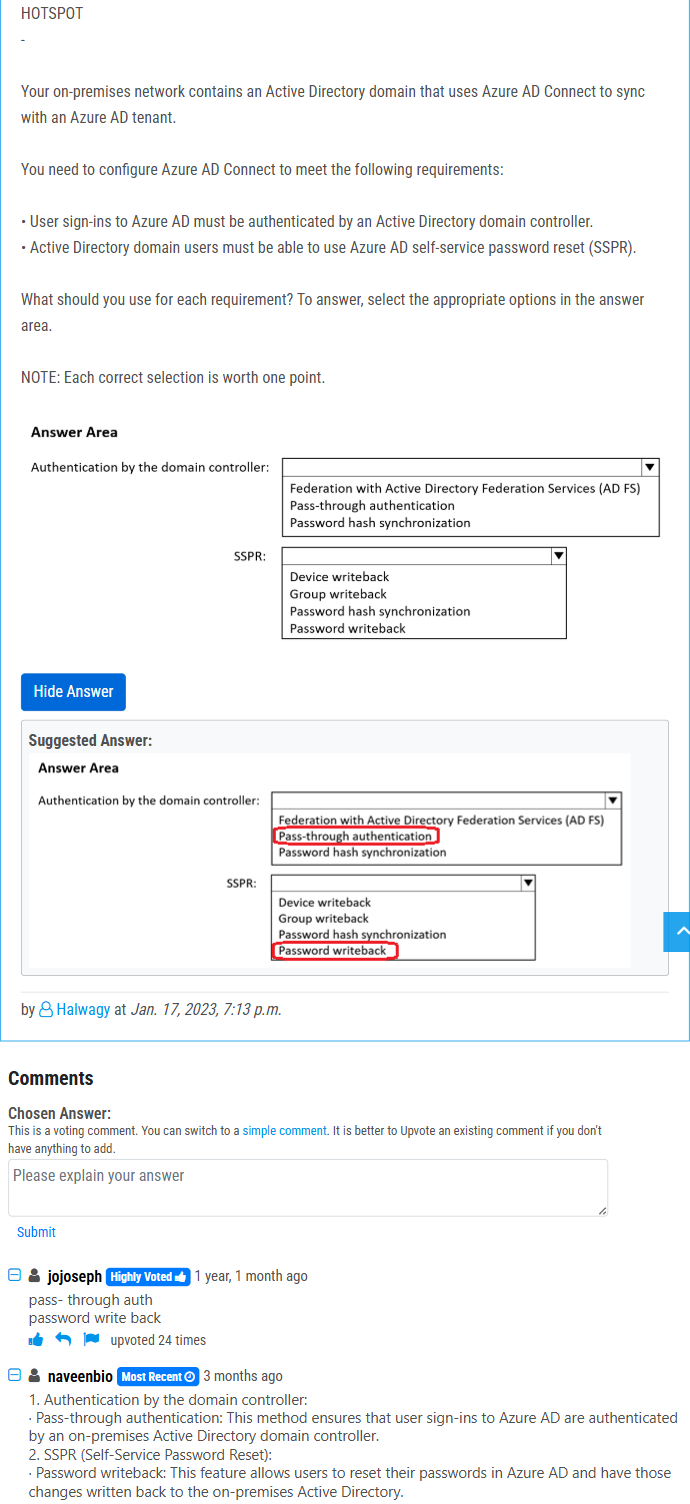 HOTSPOT
-
Your on-premises network contains an Active Directory domain that uses Azure AD Connect to sync
with an Azure AD tenant.
You need to configure Azure AD Connect to meet the following requirements:
• User sign-ins to Azure AD must be authenticated by an Active Directory domain controller.
• Active Directory domain users must be able to use Azure AD self-service password reset (SSPR).
What should you use for each requirement? To answer, select the appropriate options in the answer
area.
NOTE: Each correct selection is worth one point.
Answer Area
Authentication by the domain controller:
Federation with Active Directory Federation Services (AD FS)
Pass-through authentication
Password hash synchronization
SSPR:
Device writeback
Group writeback
Password hash synchronization
Password writeback
Hide Answer
Suggested Answer:
Answer Area
Authentication by the domain controller:
Federation with Active Directory Federation Services (AD FS)
Pass-through authentication
Password hash synchronization
SSPR:
Device writeback
Group writeback
Password hash synchronization
Password writeback
by Halwagy at Jan. 17, 2023, 7:13 p.m.
Comments
Chosen Answer:
This is a voting comment. You can switch to a simple comment. It is better to Upvote an existing comment if you don't
have anything to add.
Please explain your answer
Submit
jojoseph Highly Voted 1 year, 1 month ago
pass- through auth
password write back
upvoted 24 times
naveenbio Most Recent 3 months ago
1. Authentication by the domain controller:
· Pass-through authentication: This method ensures that user sign-ins to Azure AD are authenticated
by an on-premises Active Directory domain controller.
2. SSPR (Self-Service Password Reset):
· Password writeback: This feature allows users to reset their passwords in Azure AD and have those
changes written back to the on-premises Active Directory.